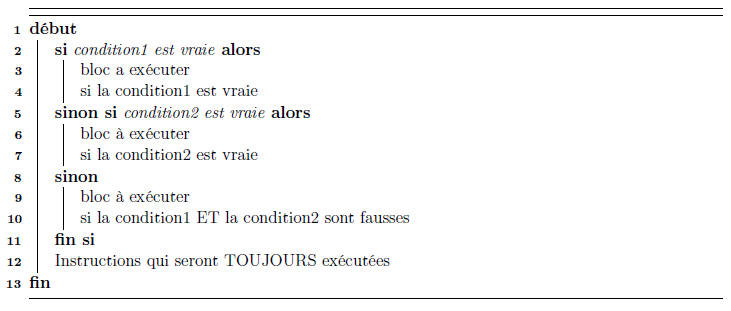 1 début
2 si condition1 est vraie alors
3 bloc a exécuter
4 si la condition1 est vraie
5 sinon si condition2 est vraie alors
6 bloc à exécuter
7 si la condition2 est vraie
8 sinon
9 bloc à exécuter
10 si la condition1 ET la condition2 sont fausses
11 fin si
12 Instructions qui seront TOUJOURS exécutées
13 fin